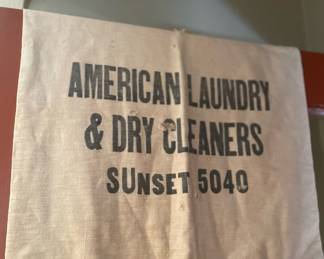 AMERICAN LAUNDRY
& DRY CLEANERS
SUNSET 5040